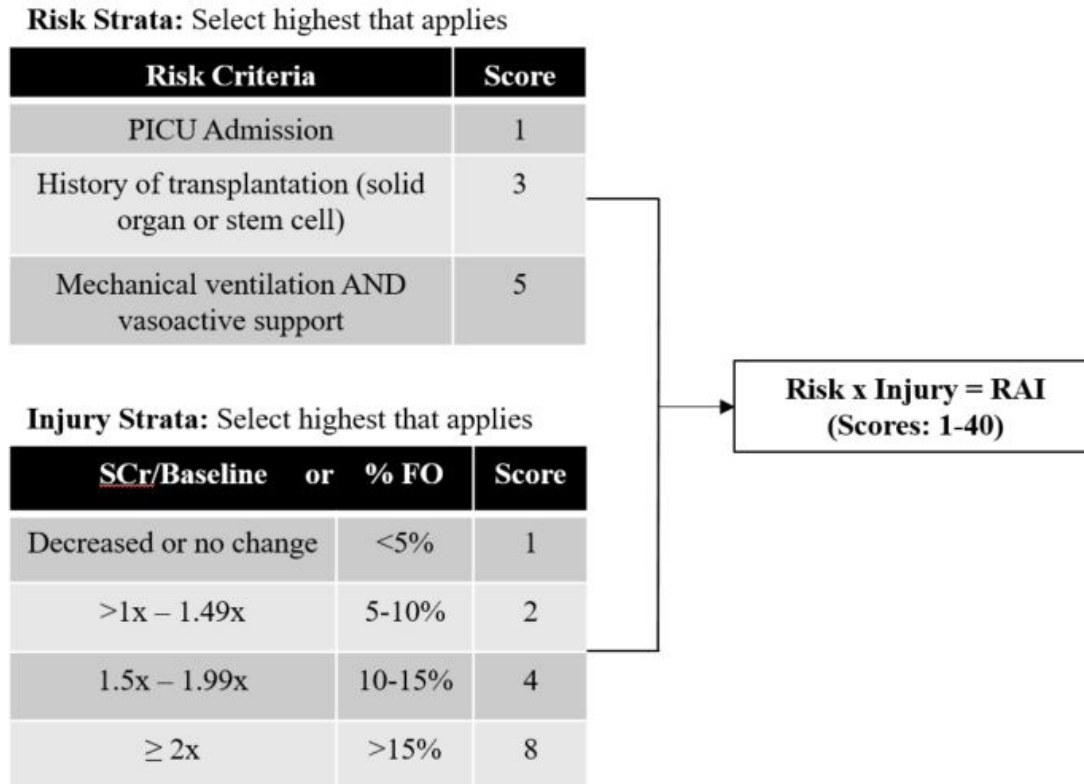 Risk Strata: Select highest that applies
Risk Criteria Score
PICU Admission 1
History of transplantation (solid 3
organ or stem cell)
Mechanical ventilation AND 5
vasoactive support
Risk x Injury = RAI
(Scores: 1-40)
Injury Strata: Select highest that applies
SCr/Baseline or % FO Score
Decreased or no change <5% 1
>1x – 1.49x 5-10% 2
1.5x – 1.99x 10-15% 4
≥ 2x >15% 8